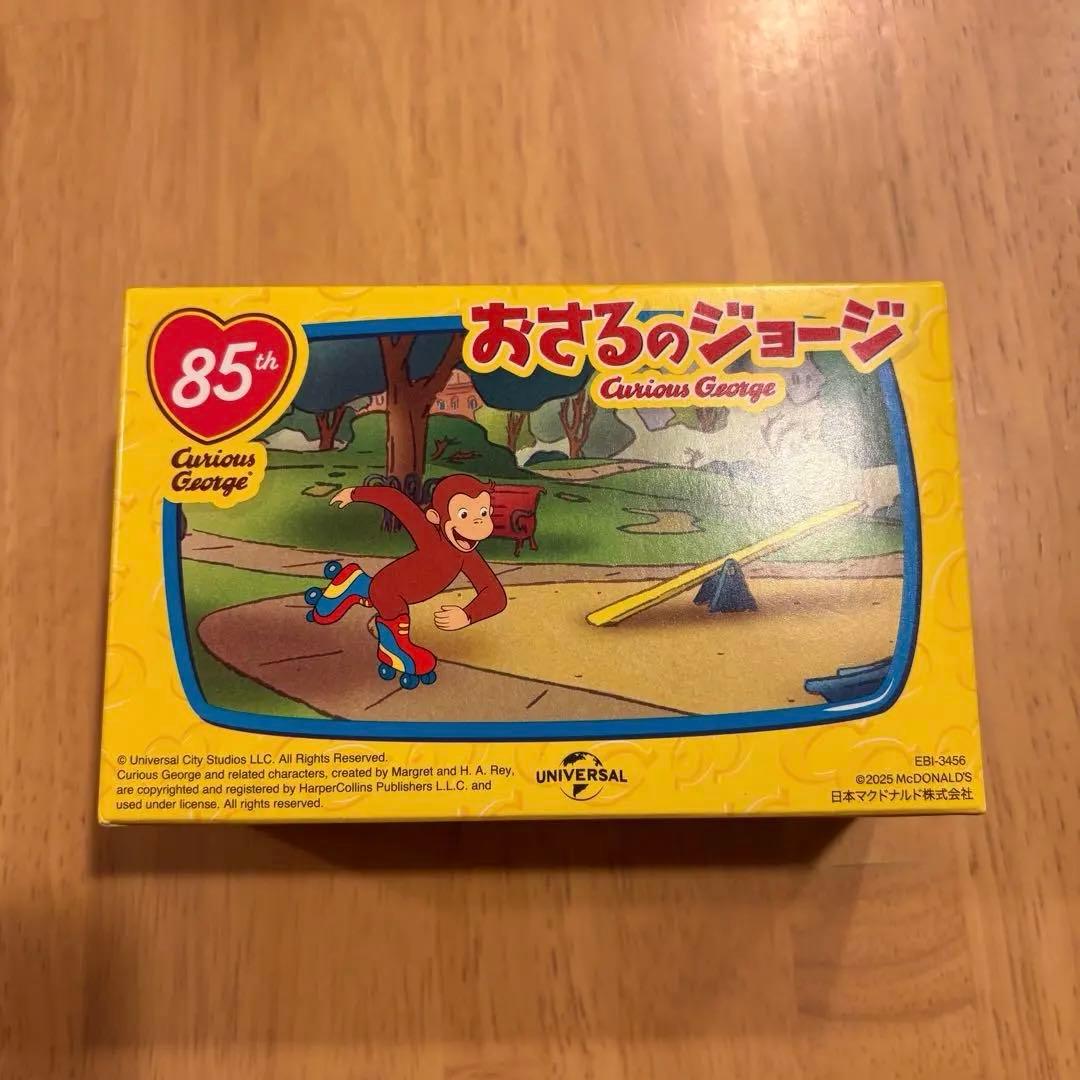 85th
Curious
George®
おさるのジョージ
Curious George
© Universal City Studios LLC. All Rights Reserved.
Curious George and related characters, created by Margret and H. A. Rey,
are copyrighted and registered by HarperCollins Publishers L.L.C. and
used under license. All rights reserved.
UNIVERSAL
EBI-3456
©2025 McDONALD'S
日本マクドナルド株式会社